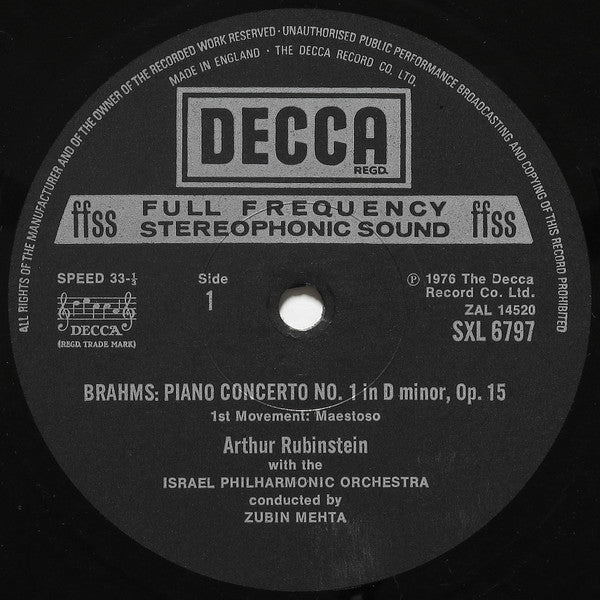 ALL RIGHTS OF THE MANUFACTURER AND OF THE OWNER OF THE RECORDED WORK RESERVED · UNAUTHORISED PUBLIC PERFORMANCE BROADCASTING AND COPYING OF THIS RECORD PROHIBITED
MADE IN ENGLAND · THE DECCA RECORD CO. LTD.
DECCA
REGD.
ffss FULL FREQUENCY STEREOPHONIC SOUND ffss
SPEED 33-⅓
Side
1
DECCA
(REGD. TRADE MARK)
℗ 1976 The Decca
Record Co. Ltd.
ZAL 14520
SXL 6797
BRAHMS: PIANO CONCERTO NO. 1 in D minor, Op. 15
1st Movement: Maestoso
Arthur Rubinstein
with the
ISRAEL PHILHARMONIC ORCHESTRA
conducted by
ZUBIN MEHTA